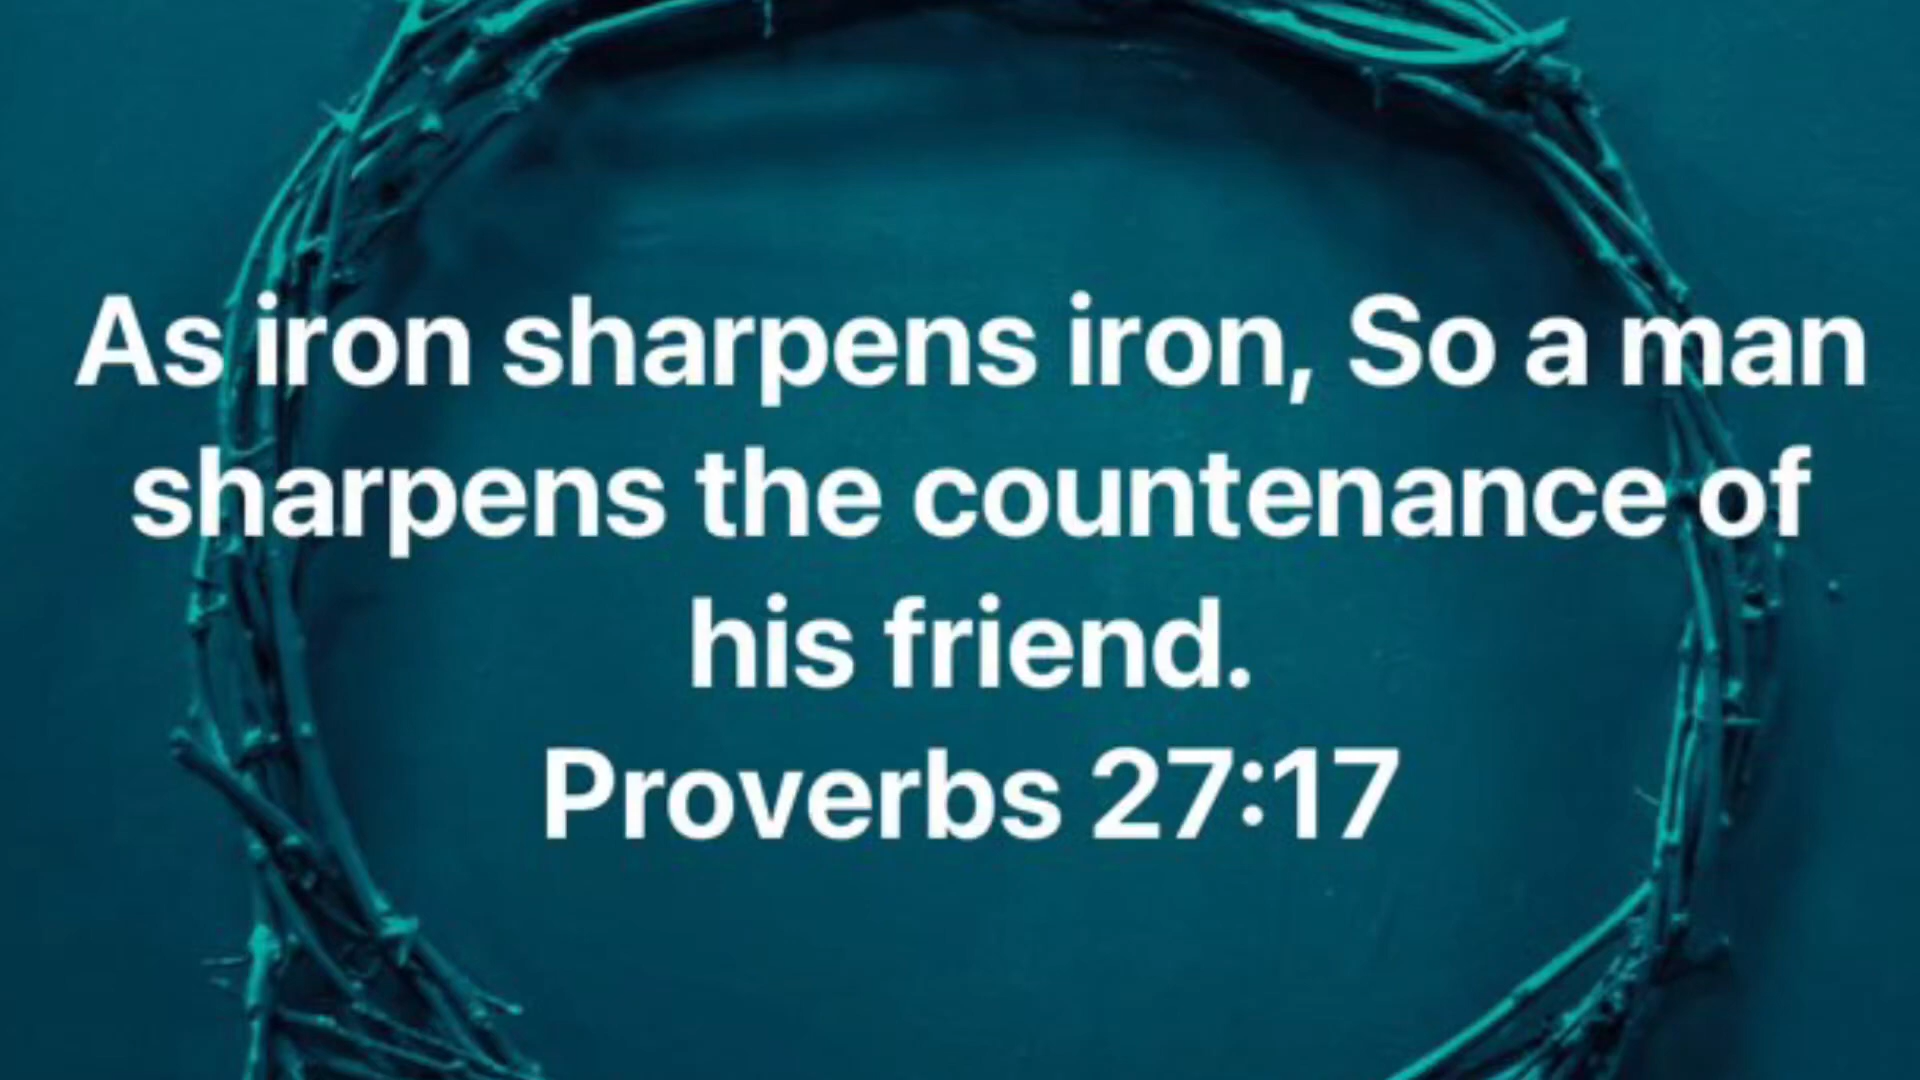 As iron sharpens iron, So a man
sharpens the countenance of
his friend.
Proverbs 27:17